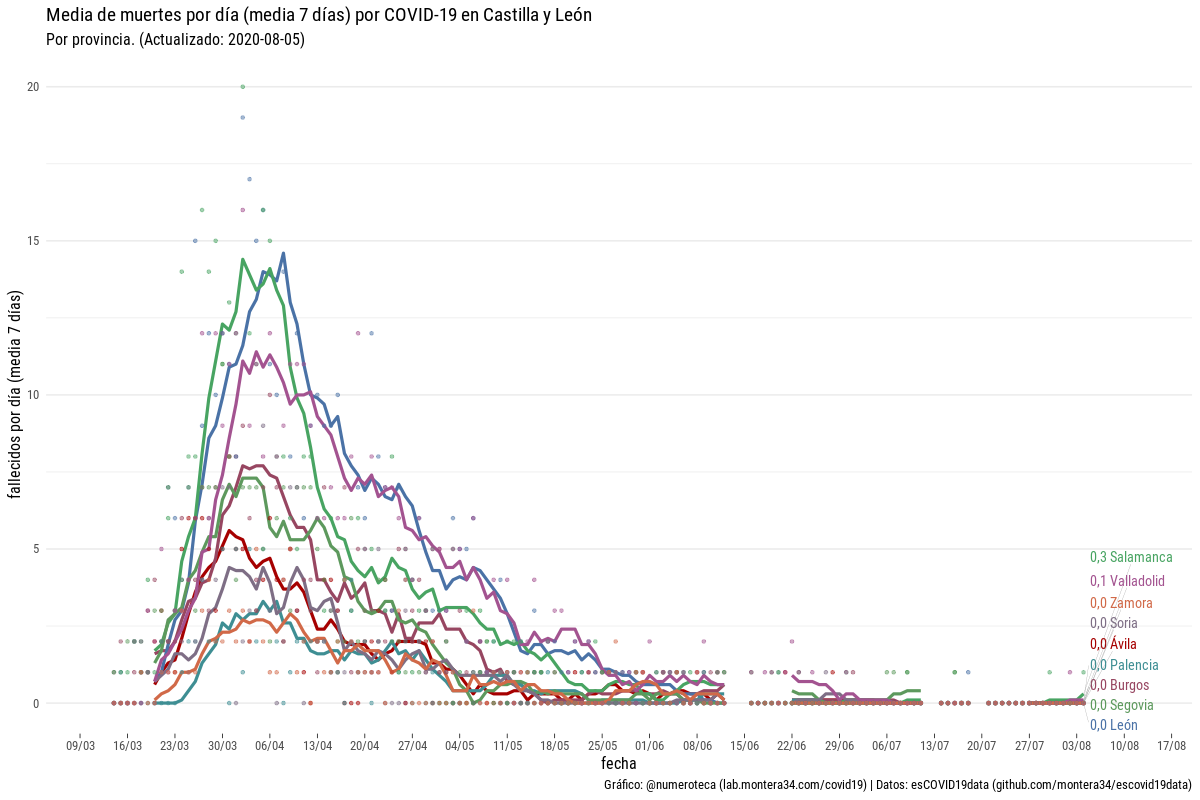 Media de muertes por día (media 7 días) por COVID-19 en Castilla y León
Por provincia. (Actualizado: 2020-08-05)
fallecidos por día (media 7 días)
20
15
10
5
0
0,3 Salamanca
0,1 Valladolid
0,0 Zamora
0,0 Soria
0,0 Ávila
0,0 Palencia
0,0 Burgos
0,0 Segovia
0,0 León
09/03 16/03 23/03 30/03 06/04 13/04 20/04 27/04 04/05 11/05 18/05 25/05 01/06 08/06 15/06 22/06 29/06 06/07 13/07 20/07 27/07 03/08 10/08 17/08
fecha
Gráfico: @numeroteca (lab.montera34.com/covid19) | Datos: esCOVID19data (github.com/montera34/escovid19data)